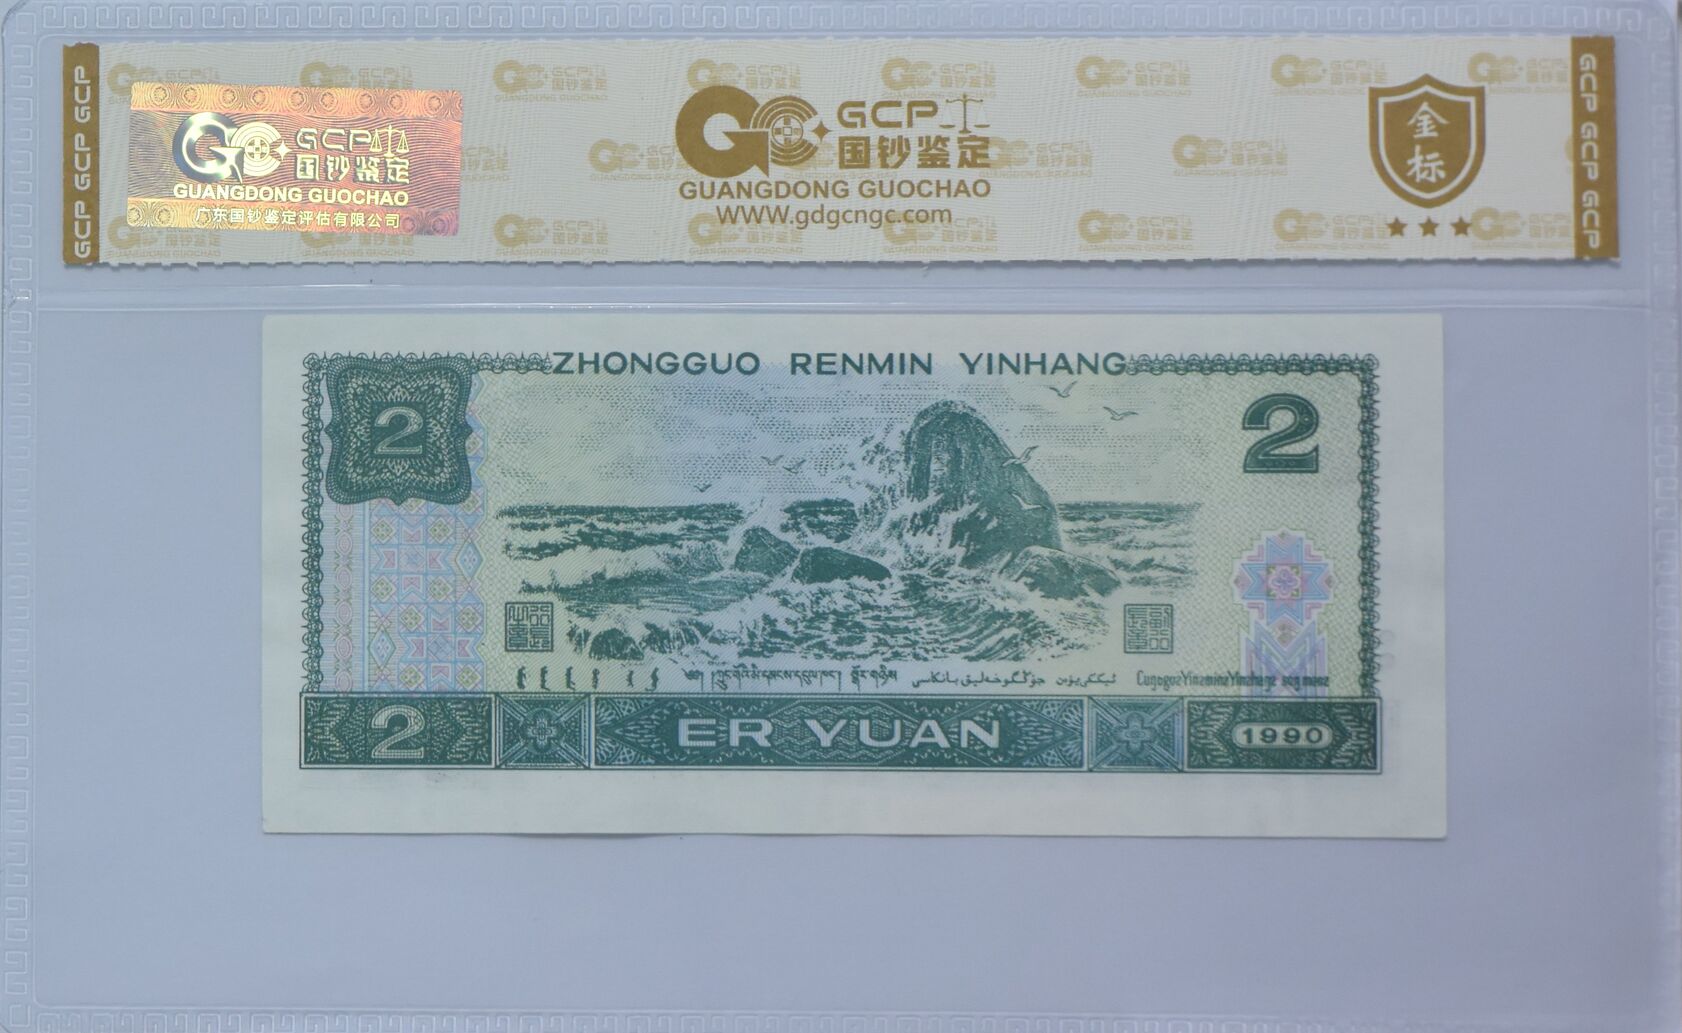 GCP GCP GCP
GCP 国钞鉴定
GUANGDONG GUOCHAO
广东国钞鉴定评估有限公司
GCP
国钞鉴定
GUANGDONG GUOCHAO
WWW.gdgcngc.com
金标
GCP GCP GCP
ZHONGGUO RENMIN YINHANG
2
2
2
ER YUAN
1990